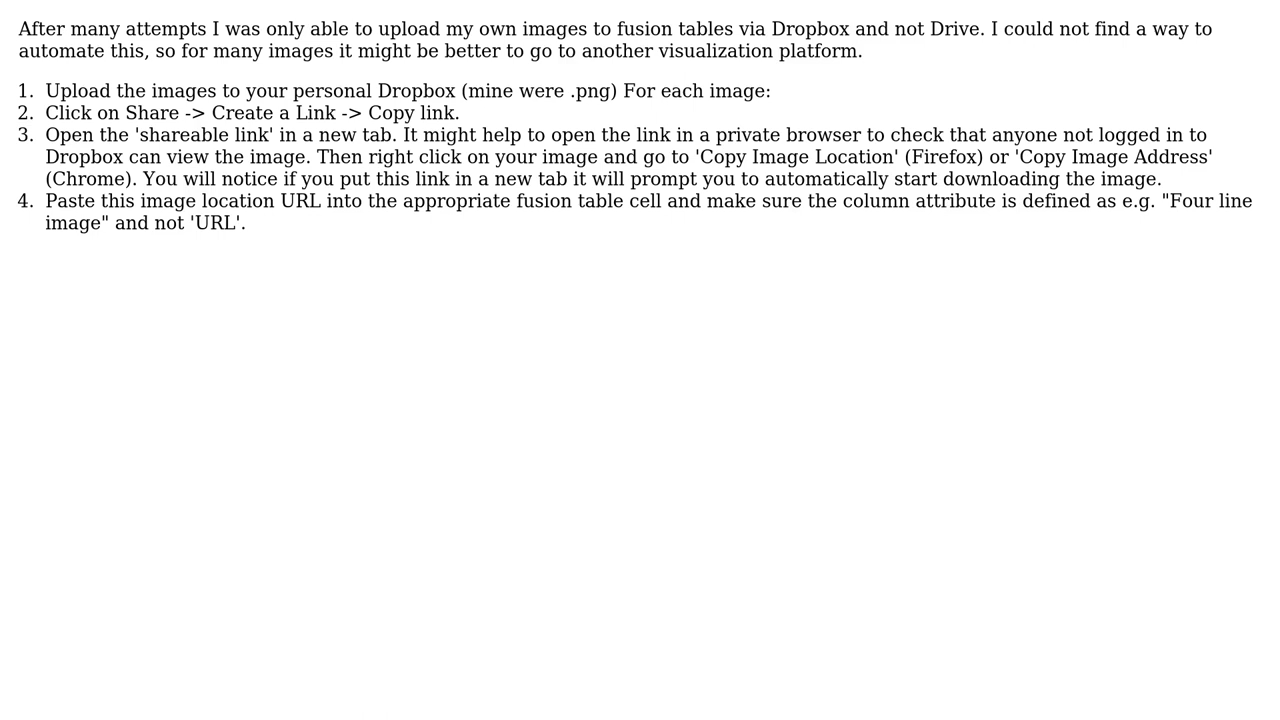 After many attempts I was only able to upload my own images to fusion tables via Dropbox and not Drive. I could not find a way to
automate this, so for many images it might be better to go to another visualization platform.
1. Upload the images to your personal Dropbox (mine were .png) For each image:
2. Click on Share -> Create a Link -> Copy link.
3. Open the 'shareable link' in a new tab. It might help to open the link in a private browser to check that anyone not logged in to
Dropbox can view the image. Then right click on your image and go to 'Copy Image Location' (Firefox) or 'Copy Image Address'
(Chrome). You will notice if you put this link in a new tab it will prompt you to automatically start downloading the image.
4. Paste this image location URL into the appropriate fusion table cell and make sure the column attribute is defined as e.g. "Four line
image" and not 'URL'.